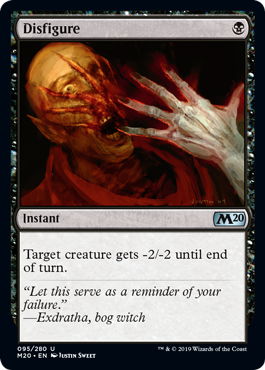 Disfigure
Instant
M20
Target creature gets -2/-2 until end
of turn.
“Let this serve as a reminder of your
failure.”
—Exdratha, bog witch
095/280 U
M20 • EN Justin Sweet
™ & © 2019 Wizards of the Coast